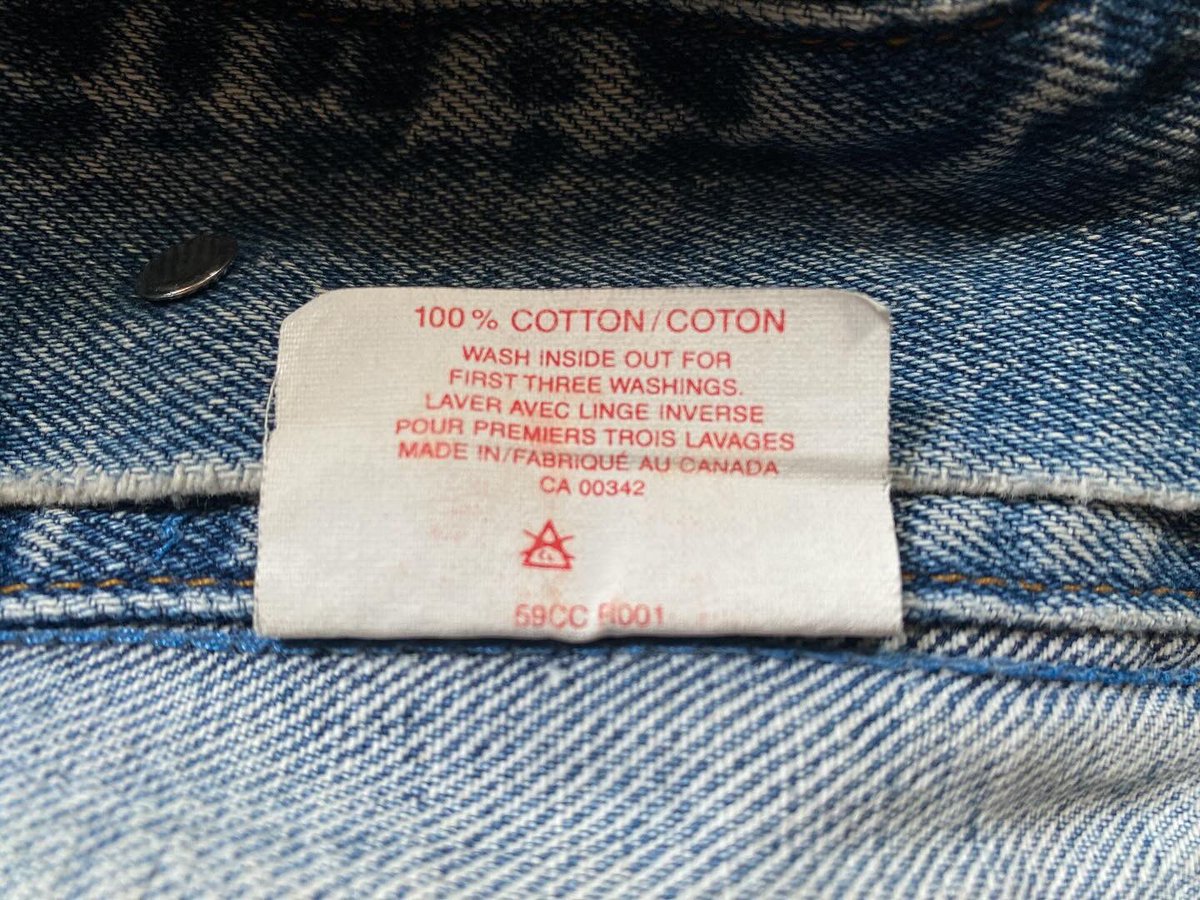 100% COTTON/COTON
WASH INSIDE OUT FOR
FIRST THREE WASHINGS.
LAVER AVEC LINGE INVERSE
POUR PREMIERS TROIS LAVAGES
MADE IN/FABRIQUÉ AU CANADA
CA 00342
59CC